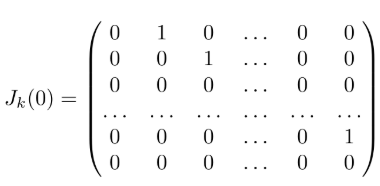 0 1 0 … 0 0
0 0 1 … 0 0
0 0 0 … 0 0
J_k(0) = … … … … … …
0 0 0 … 0 1
0 0 0 … 0 0